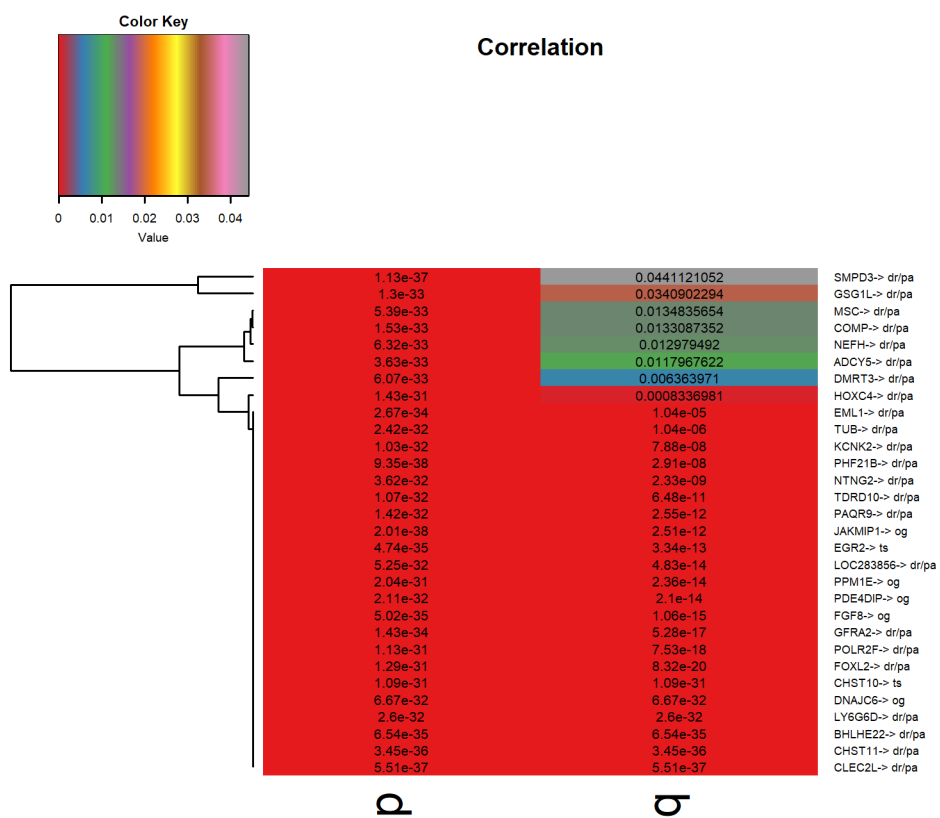 Color Key
Correlation
0 0.01 0.02 0.03 0.04
Value
1.13e-37 0.0441121052 SMPD3-> dr/pa
1.3e-33 0.0340902294 GSG1L-> dr/pa
5.39e-33 0.0134835654 MSC-> dr/pa
1.53e-33 0.0133087352 COMP-> dr/pa
6.32e-33 0.012979492 NEFH-> dr/pa
3.63e-33 0.0117967622 ADCY5-> dr/pa
6.07e-33 0.006363971 DMRT3-> dr/pa
1.43e-31 0.0008336981 HOXC4-> dr/pa
2.67e-34 1.04e-05 EML1-> dr/pa
2.42e-32 1.04e-06 TUB-> dr/pa
1.03e-32 7.88e-08 KCNK2-> dr/pa
9.35e-38 2.91e-08 PHF21B-> dr/pa
3.62e-32 2.33e-09 NTNG2-> dr/pa
1.07e-32 6.48e-11 TDRD10-> dr/pa
1.42e-32 2.55e-12 PAQR9-> dr/pa
2.01e-38 2.51e-12 JAKMIP1-> og
4.74e-35 3.34e-13 EGR2-> ts
5.25e-32 4.83e-14 LOC283856-> dr/pa
2.04e-31 2.36e-14 PPM1E-> og
2.11e-32 2.1e-14 PDE4DIP-> og
5.02e-35 1.06e-15 FGF8-> og
1.43e-34 5.28e-17 GFRA2-> dr/pa
1.13e-31 7.53e-18 POLR2F-> dr/pa
1.29e-31 8.32e-20 FOXL2-> dr/pa
1.09e-31 1.09e-31 CHST10-> ts
6.67e-32 6.67e-32 DNAJC6-> og
2.6e-32 2.6e-32 LY6G6D-> dr/pa
6.54e-35 6.54e-35 BHLHE22-> dr/pa
3.45e-36 3.45e-36 CHST11-> dr/pa
5.51e-37 5.51e-37 CLEC2L-> dr/pa
p q